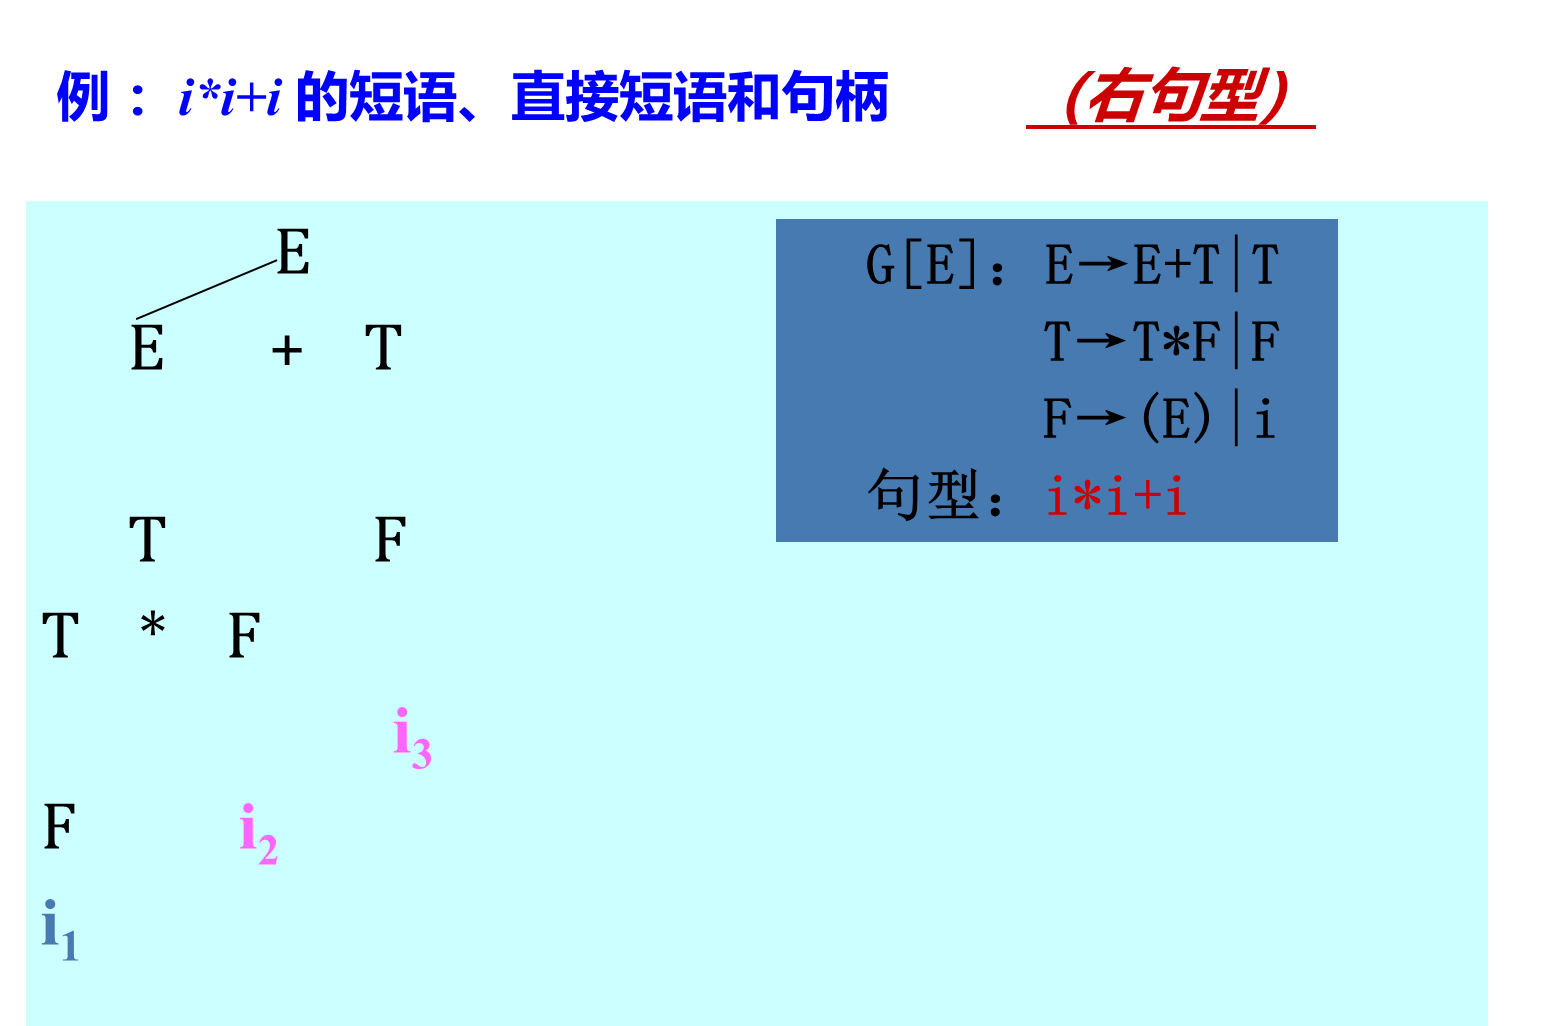 例：i*i+i 的短语、直接短语和句柄 （右句型）
E
E + T
T F
T * F
i₃
F i₂
i₁
G[E]：E→E+T|T
T→T*F|F
F→(E)|i
句型：i*i+i